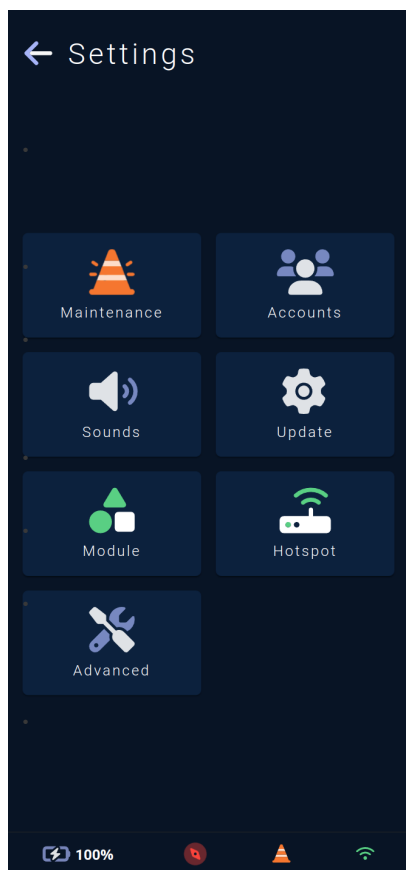 Settings
Maintenance
Accounts
Sounds
Update
Module
Hotspot
Advanced
100%